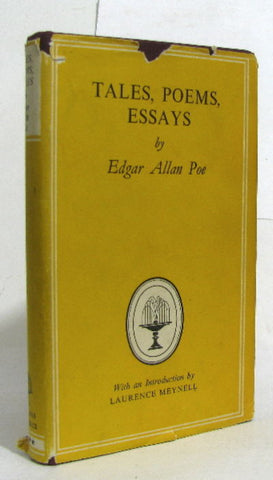 TALES, POEMS,
ESSAYS
by
Edgar Allan Poe
With an Introduction by
LAURENCE MEYNELL